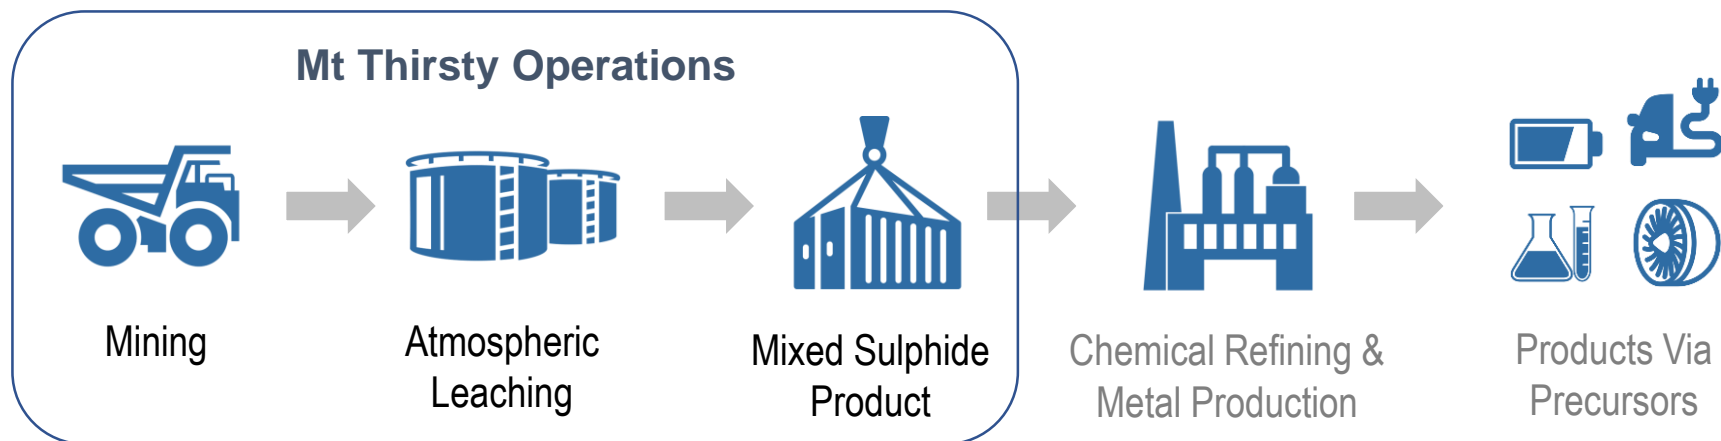 Mt Thirsty Operations
Mining
Atmospheric
Leaching
Mixed Sulphide
Product
Chemical Refining &
Metal Production
Products Via
Precursors